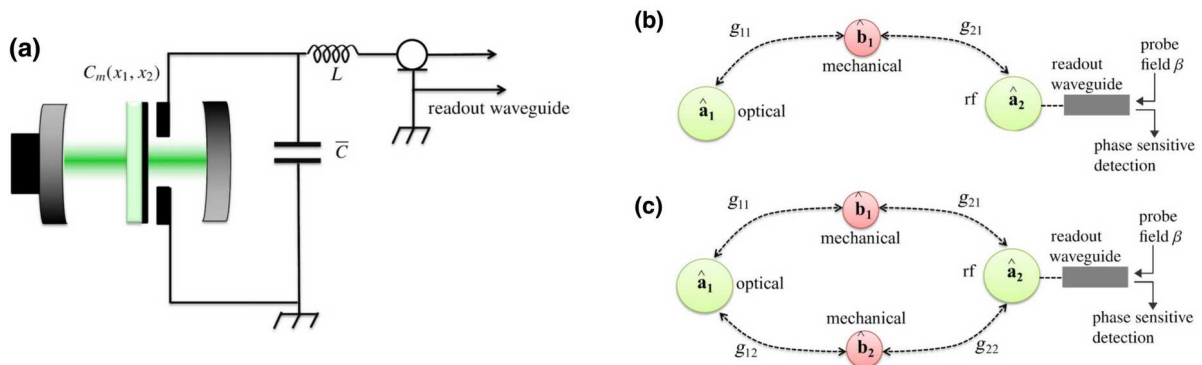 (a)
C_m(x_1, x_2)
L
readout waveguide
C̅
(b)
g_11
b̂_1
g_21
mechanical
â_1
optical
rf
â_2
readout
waveguide
probe
field β
phase sensitive
detection
(c)
g_11
b̂_1
g_21
mechanical
â_1
optical
rf
â_2
readout
waveguide
probe
field β
phase sensitive
detection
mechanical
b̂_2
g_12
g_22